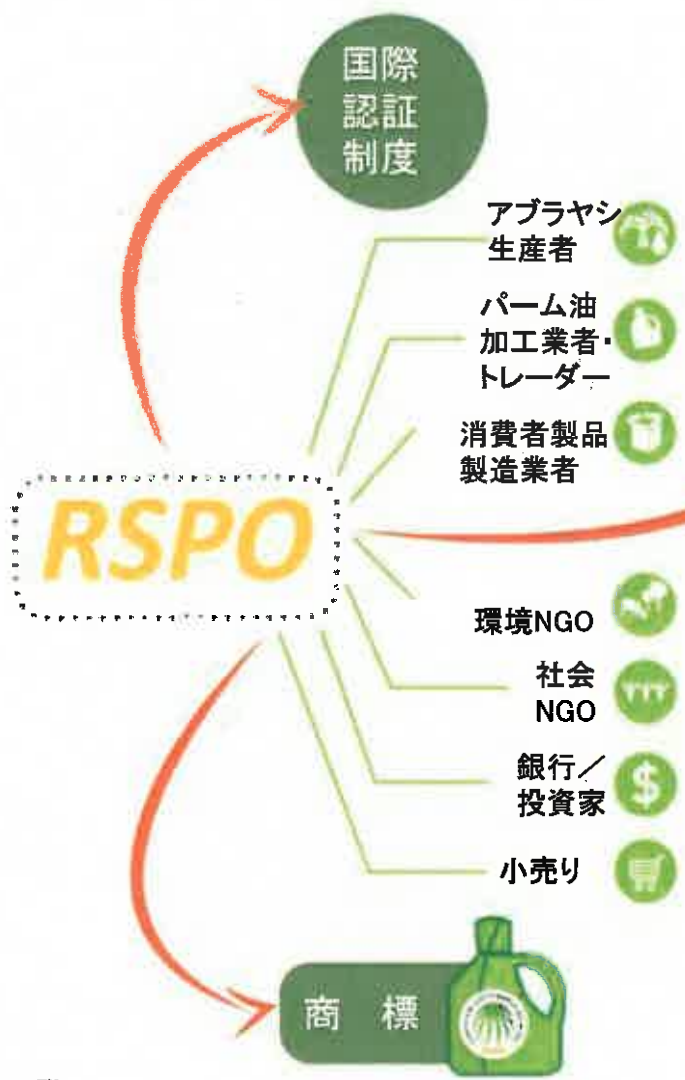 国際
認証
制度
アブラヤシ
生産者
パーム油
加工業者・
トレーダー
消費者製品
製造業者
RSPO
環境NGO
社会
NGO
銀行／
投資家
$
小売り
商 標